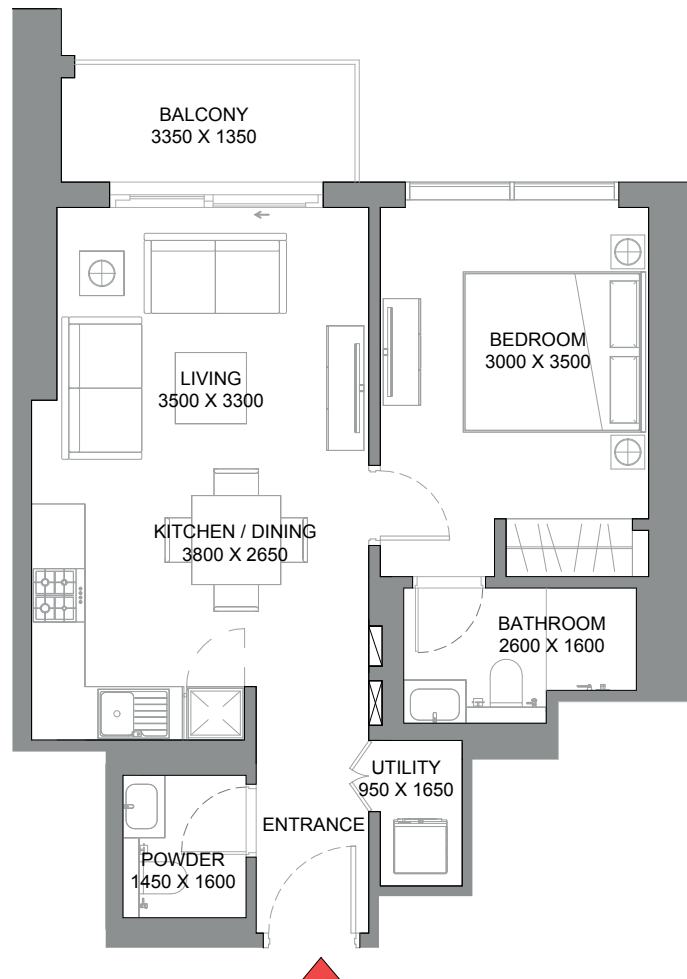 BALCONY
3350 X 1350
BEDROOM
3000 X 3500
LIVING
3500 X 3300
KITCHEN / DINING
3800 X 2650
BATHROOM
2600 X 1600
UTILITY
950 X 1650
ENTRANCE
POWDER
1450 X 1600